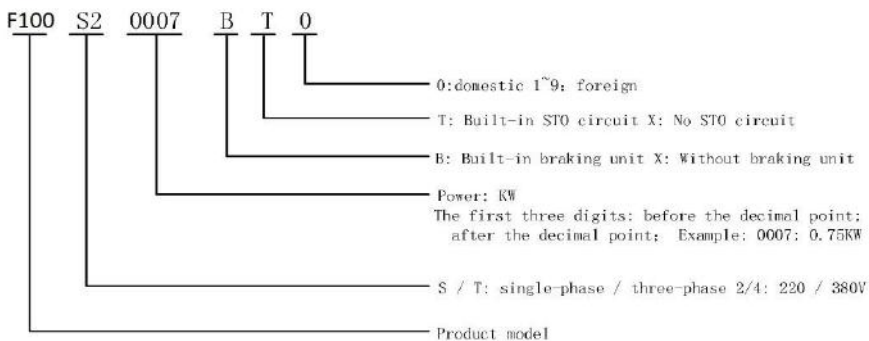 F100 S2 0007 B T 0
0:domestic 1~9: foreign
T: Built-in STO circuit X: No STO circuit
B: Built-in braking unit X: Without braking unit
Power: KW
The first three digits: before the decimal point;
after the decimal point; Example: 0007: 0.75KW
S / T: single-phase / three-phase 2/4: 220 / 380V
Product model